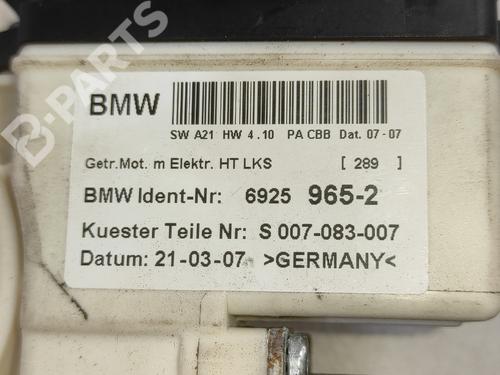 B-PARTS
BMW
SW A21 HW 4.10 PA CBB Dat. 07-07
Getr.Mot. m Elektr. HT LKS [ 289 ]
BMW Ident-Nr: 6925 965-2
Kuester Teile Nr: S 007-083-007
Datum: 21-03-07 >GERMANY<